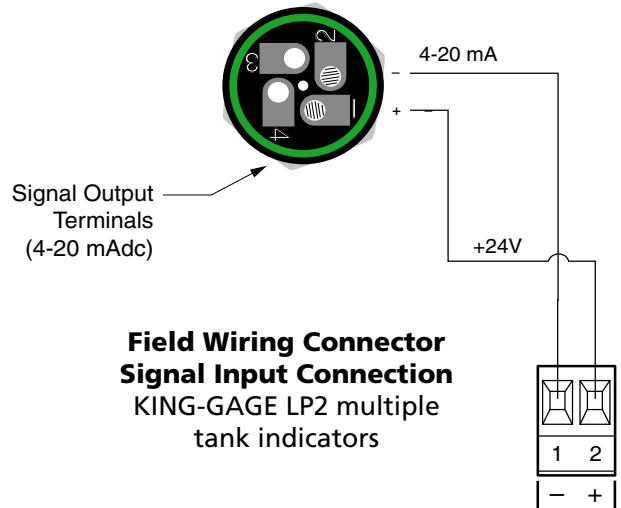 2
3
1
4
− 4-20 mA
+ −
Signal Output
Terminals
(4-20 mAdc)
+24V
Field Wiring Connector
Signal Input Connection
KING-GAGE LP2 multiple
tank indicators
1 2
− +